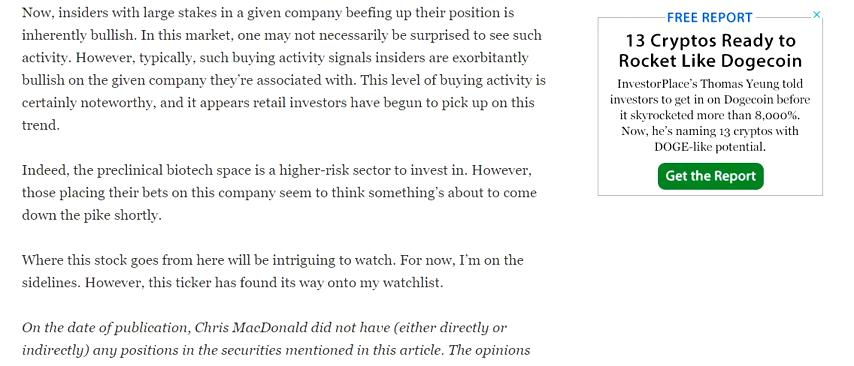 Now, insiders with large stakes in a given company beefing up their position is
inherently bullish. In this market, one may not necessarily be surprised to see such
activity. However, typically, such buying activity signals insiders are exorbitantly
bullish on the given company they're associated with. This level of buying activity is
certainly noteworthy, and it appears retail investors have begun to pick up on this
trend.
Indeed, the preclinical biotech space is a higher-risk sector to invest in. However,
those placing their bets on this company seem to think something's about to come
down the pike shortly.
Where this stock goes from here will be intriguing to watch. For now, I'm on the
sidelines. However, this ticker has found its way onto my watchlist.
On the date of publication, Chris MacDonald did not have (either directly or
indirectly) any positions in the securities mentioned in this article. The opinions
FREE REPORT
13 Cryptos Ready to
Rocket Like Dogecoin
InvestorPlace's Thomas Yeung told
investors to get in on Dogecoin before
it skyrocketed more than 8,000%.
Now, he's naming 13 cryptos with
DOGE-like potential.
Get the Report